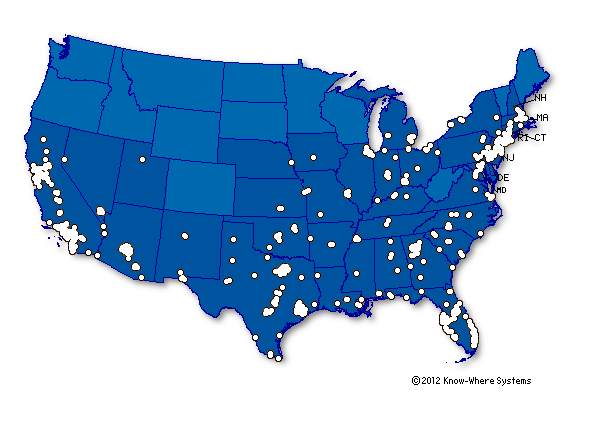 NH
MA
RI CT
NJ
DE
MD
©2012 Know-Where Systems